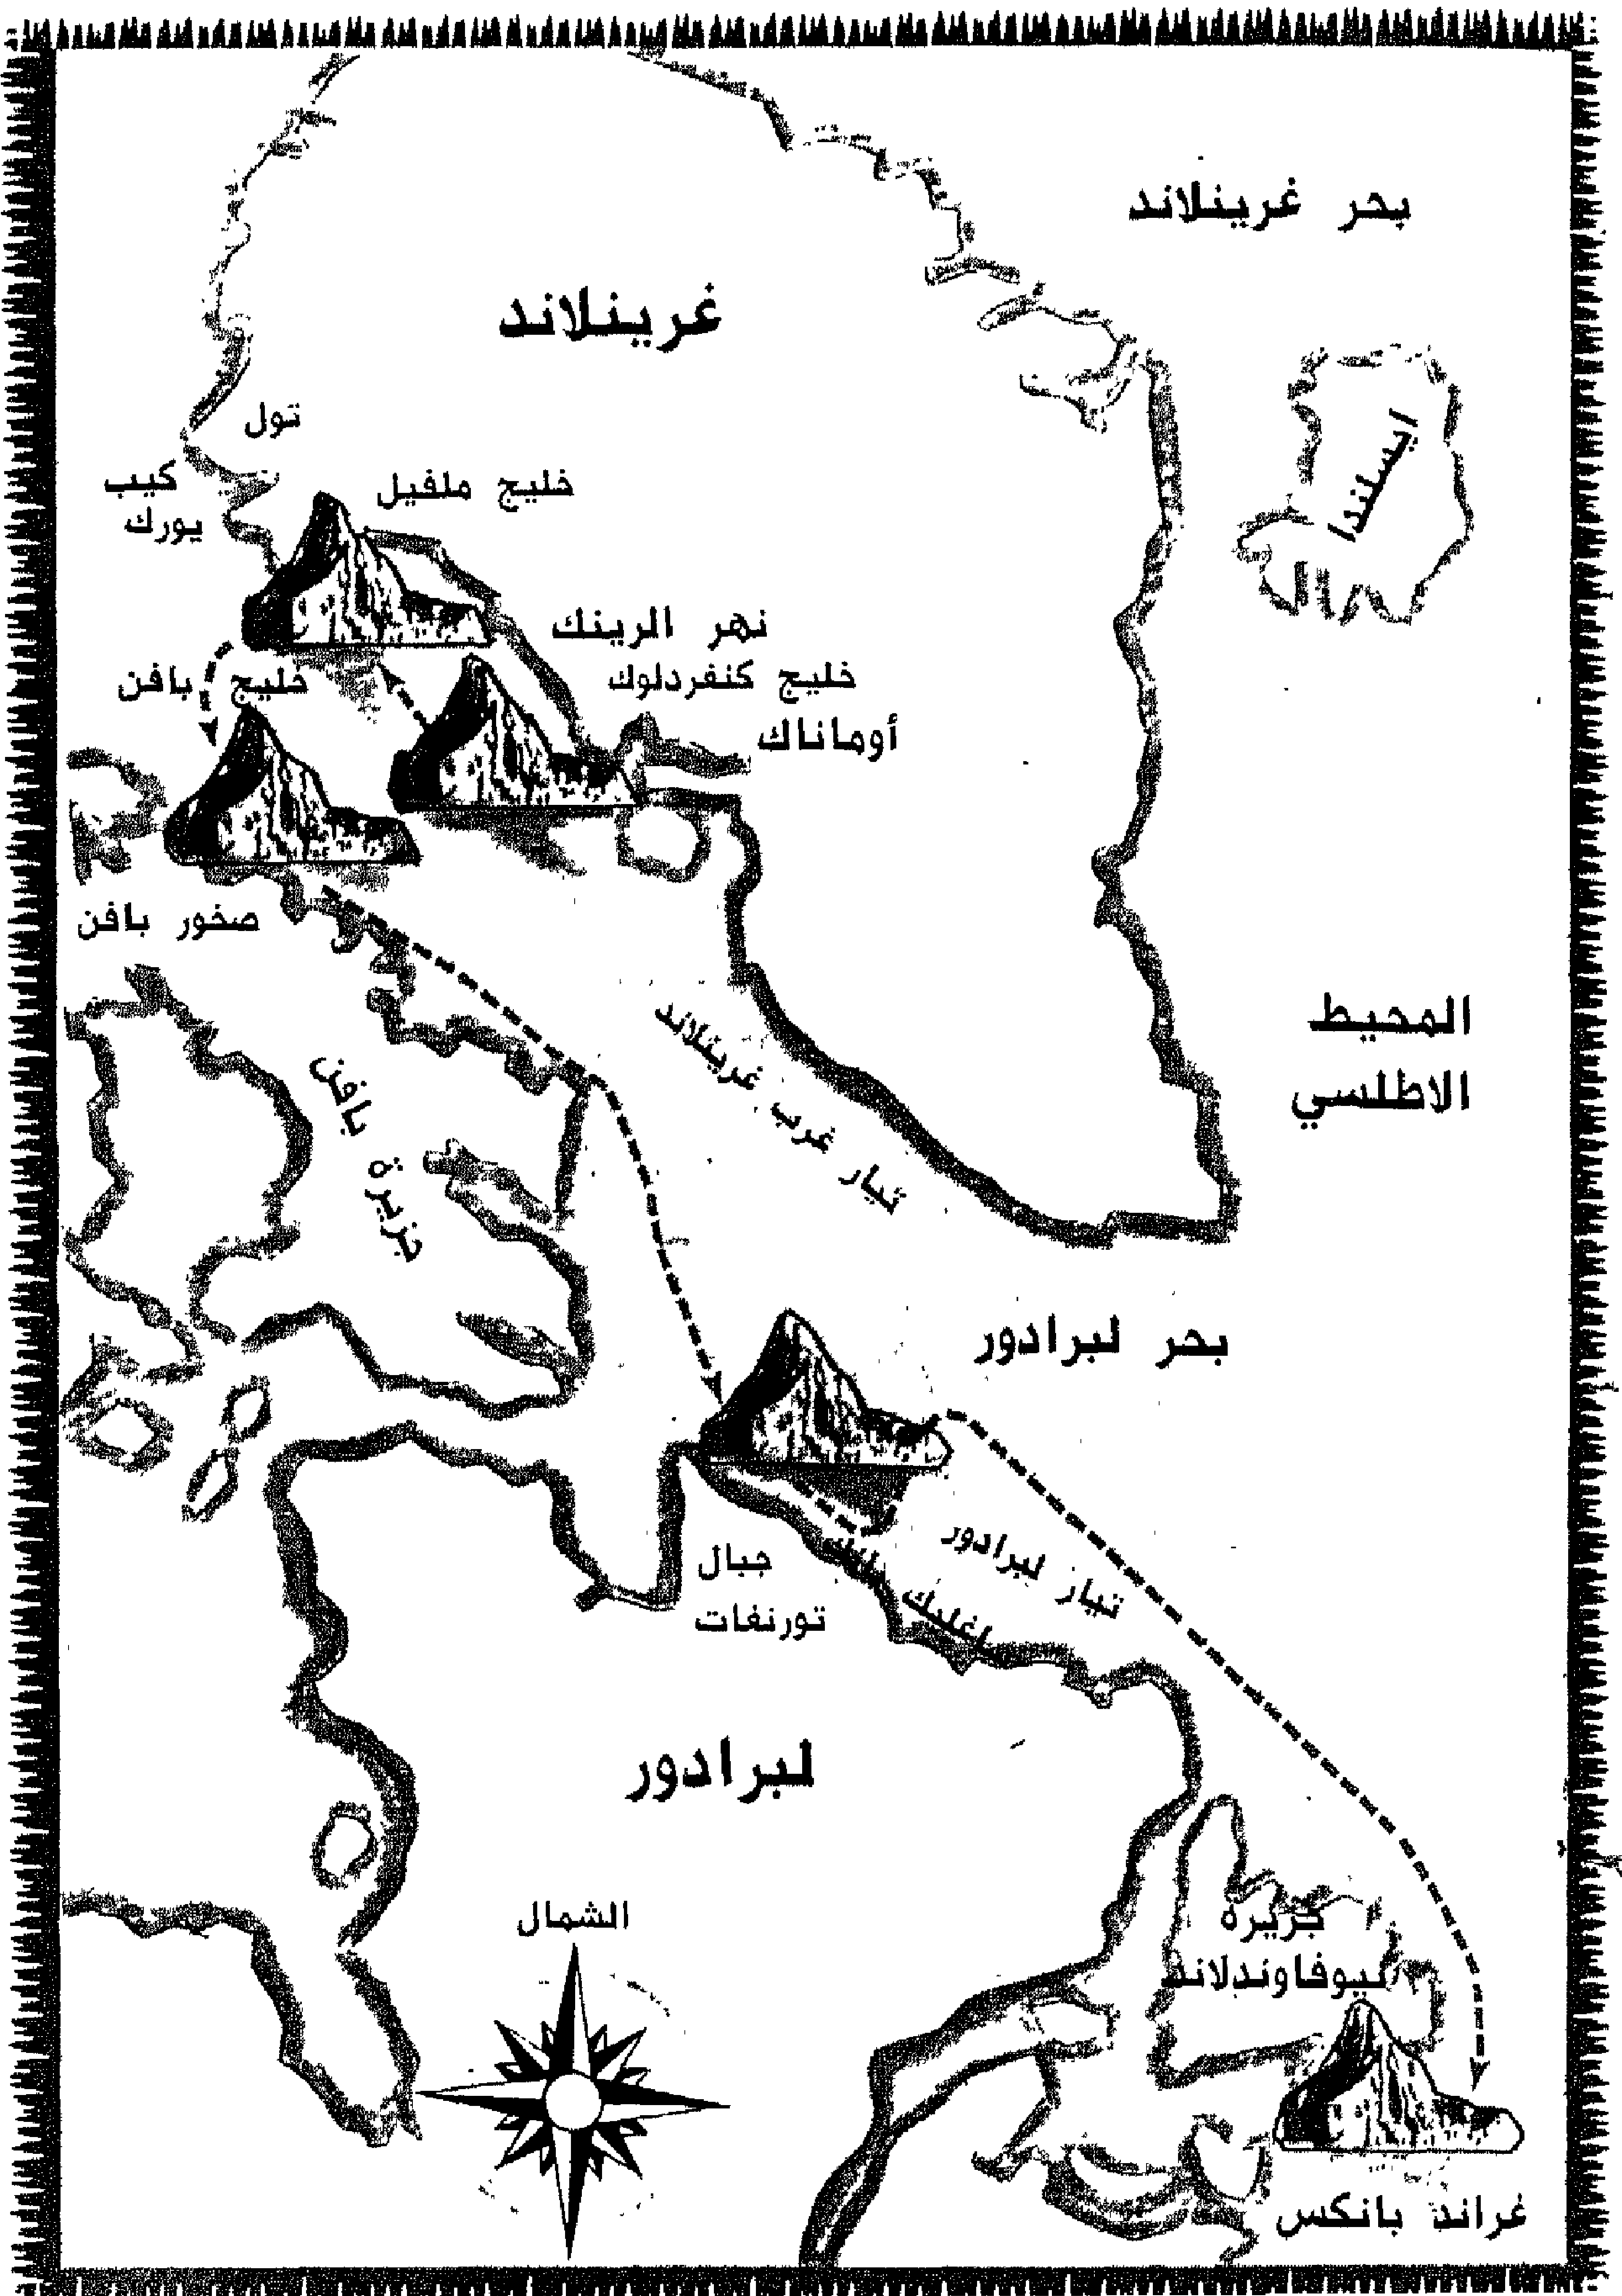 بحر غرينلاند
غرينلاند
ايسلندا
تول
كيب
يورك
خليج ملفيل
نهر الرينك
خليج كنفردلوك
أوماناك
خليج بافن
صخور بافن
المحيط
الاطلسي
تيار غرب غرينلاند
جزيرة بافن
بحر لبرادور
تيار لبرادور
جبال
تورنغات
لبرادور
الشمال
جزيرة
نيوفاوندلاند
غراند بانكس